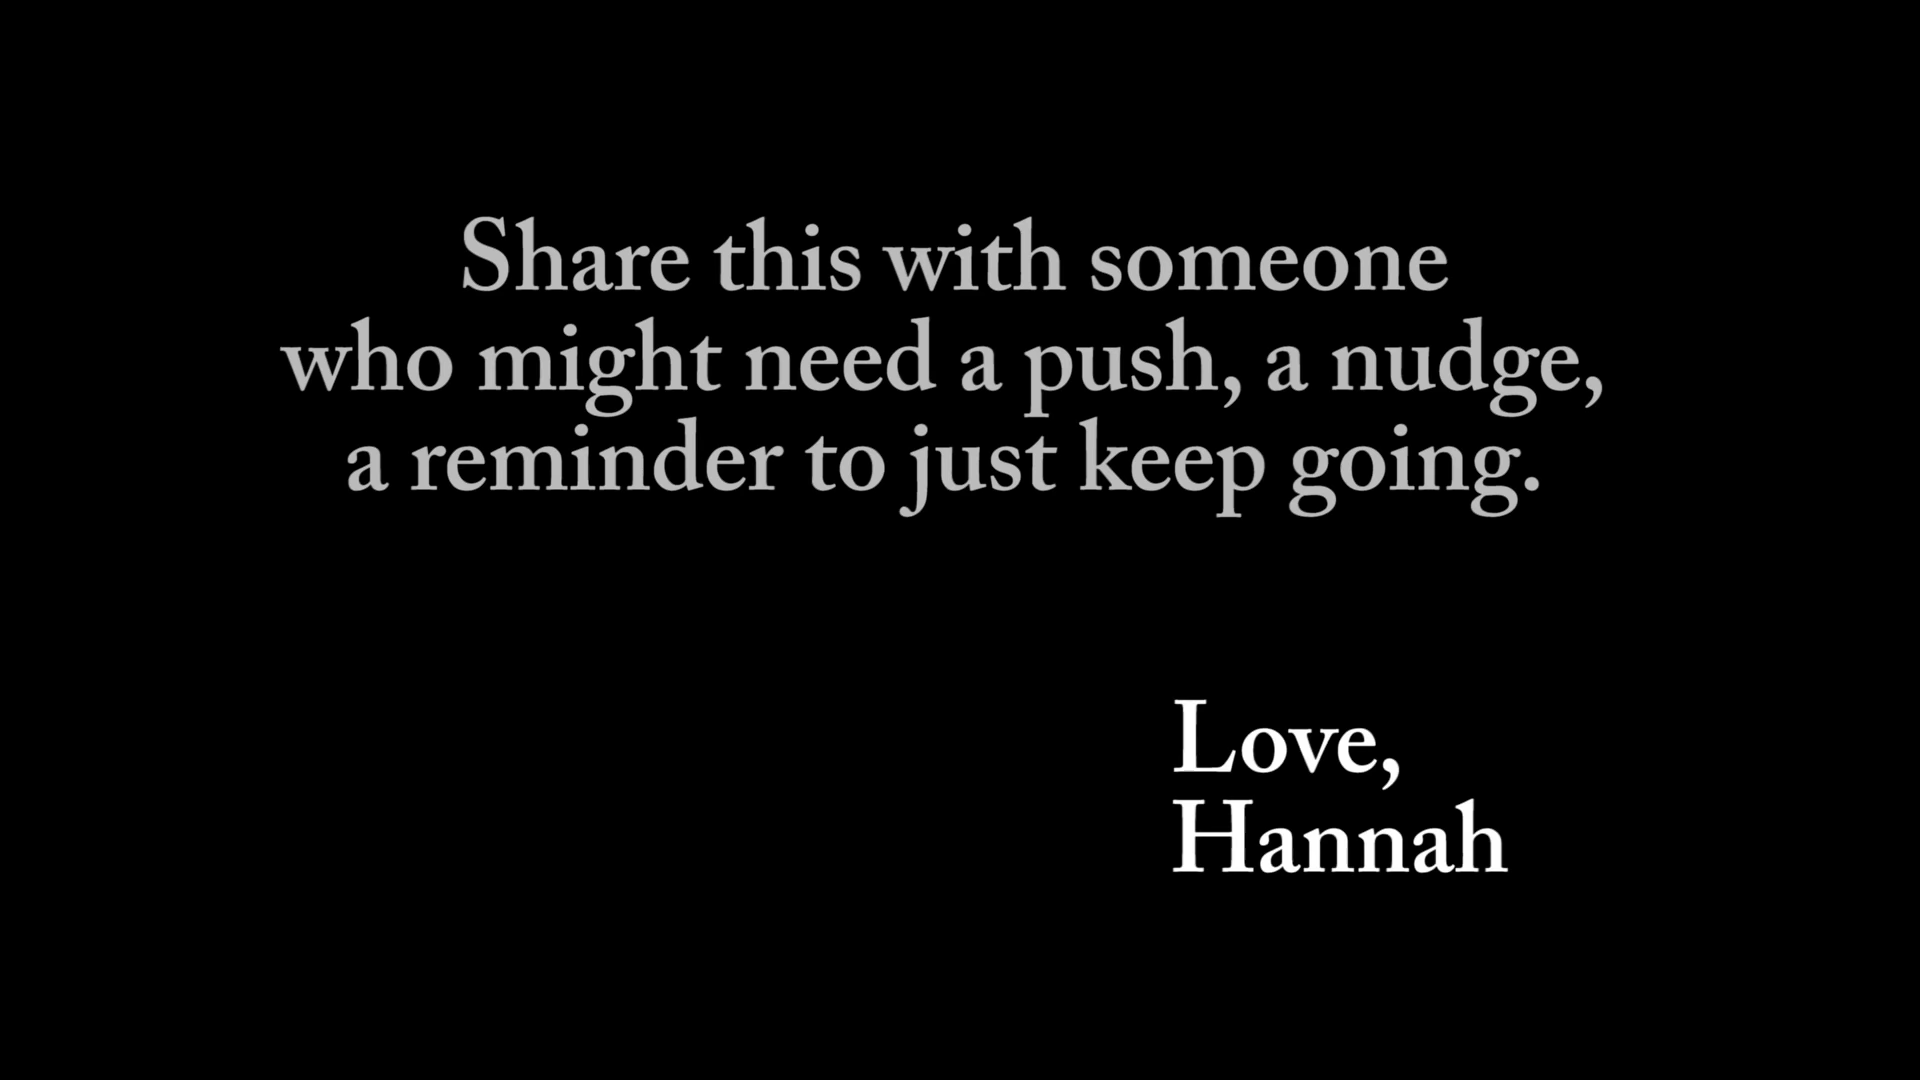 Share this with someone
who might need a push, a nudge,
a reminder to just keep going.
Love,
Hannah